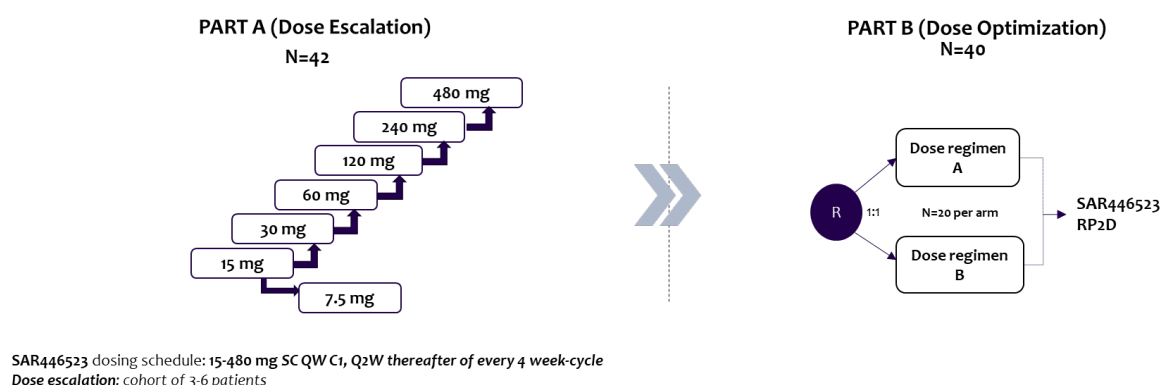 PART A (Dose Escalation)
N=42
480 mg
240 mg
120 mg
60 mg
30 mg
15 mg
7.5 mg
PART B (Dose Optimization)
N=40
Dose regimen
A
R
1:1
N=20 per arm
Dose regimen
B
SAR446523
RP2D
SAR446523 dosing schedule: 15-480 mg SC QW C1, Q2W thereafter of every 4 week-cycle
Dose escalation: cohort of 3-6 patients